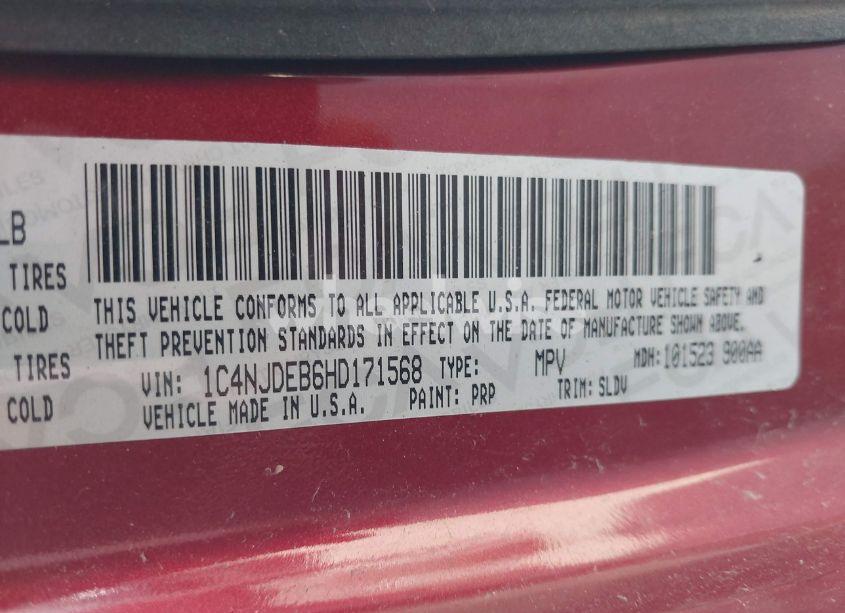 LB
TIRES
COLD
TIRES
COLD
THIS VEHICLE CONFORMS TO ALL APPLICABLE U.S.A. FEDERAL MOTOR VEHICLE SAFETY AND
THEFT PREVENTION STANDARDS IN EFFECT ON THE DATE OF MANUFACTURE SHOWN ABOVE.
VIN: 1C4NJDEB6HD171568 TYPE: MPV MDH: 101523 900AA
VEHICLE MADE IN U.S.A. PAINT: PRP TRIM: SLDV